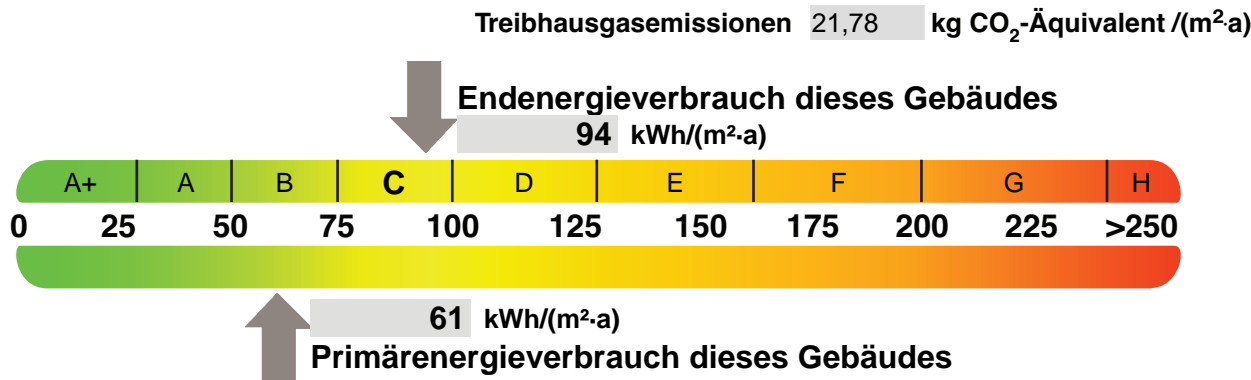 Treibhausgasemissionen 21,78 kg CO₂-Äquivalent /(m²·a)
Endenergieverbrauch dieses Gebäudes
94 kWh/(m²·a)
A+ A B C D E F G H
0 25 50 75 100 125 150 175 200 225 >250
61 kWh/(m²·a)
Primärenergieverbrauch dieses Gebäudes